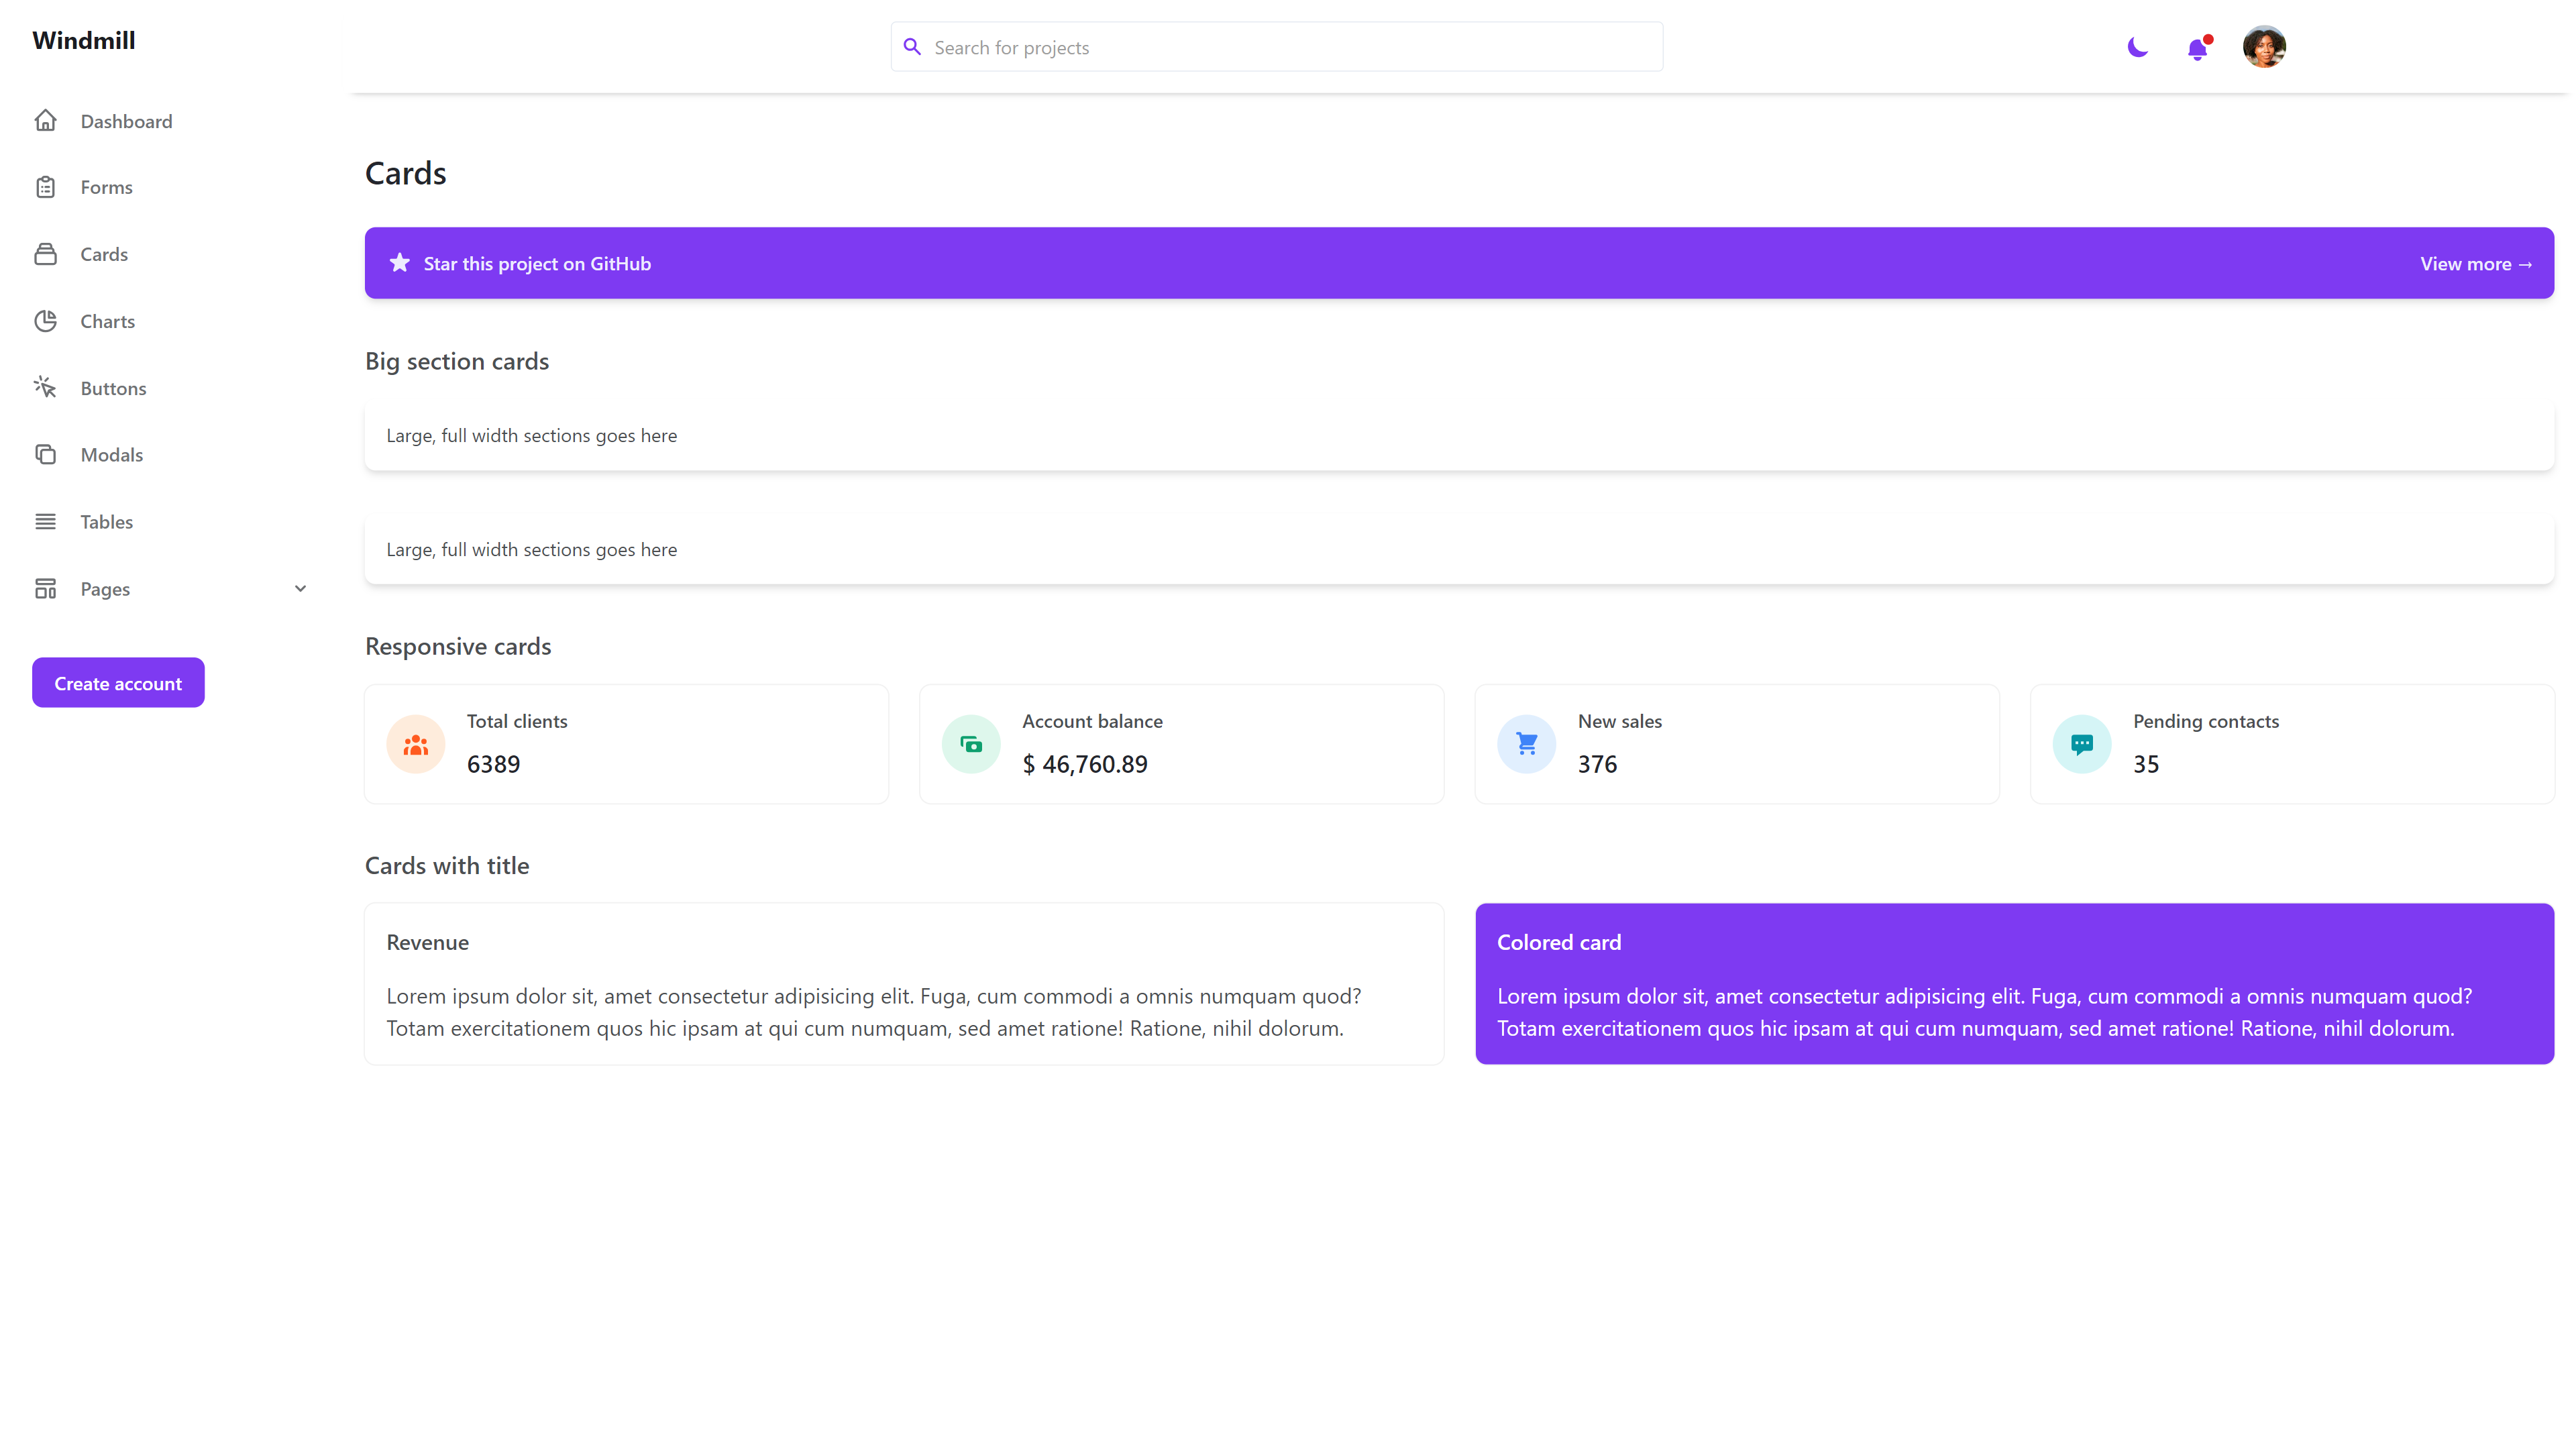 Windmill
Search for projects
Dashboard
Forms
Cards
Charts
Buttons
Modals
Tables
Pages
Create account
Cards
Star this project on GitHub
View more →
Big section cards
Large, full width sections goes here
Large, full width sections goes here
Responsive cards
Total clients
6389
Account balance
$ 46,760.89
New sales
376
Pending contacts
35
Cards with title
Revenue
Lorem ipsum dolor sit, amet consectetur adipisicing elit. Fuga, cum commodi a omnis numquam quod?
Totam exercitationem quos hic ipsam at qui cum numquam, sed amet ratione! Ratione, nihil dolorum.
Colored card
Lorem ipsum dolor sit, amet consectetur adipisicing elit. Fuga, cum commodi a omnis numquam quod?
Totam exercitationem quos hic ipsam at qui cum numquam, sed amet ratione! Ratione, nihil dolorum.